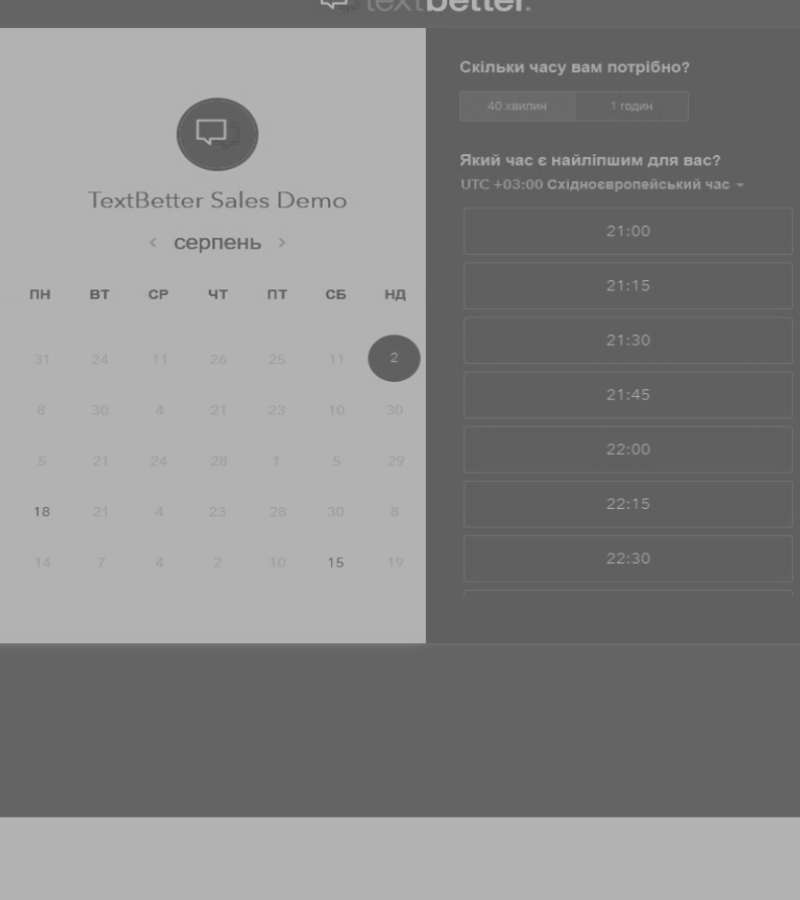 textbetter.
TextBetter Sales Demo
‹ серпень ›
ПН ВТ СР ЧТ ПТ СБ НД
31 24 11 26 25 11 2
8 30 4 21 23 10 30
5 21 24 28 1 5 29
18 21 4 23 28 30 8
14 7 4 2 10 15 19
Скільки часу вам потрібно?
40 хвилин 1 годин
Який час є найліпшим для вас?
UTC +03:00 Східноєвропейський час
21:00
21:15
21:30
21:45
22:00
22:15
22:30